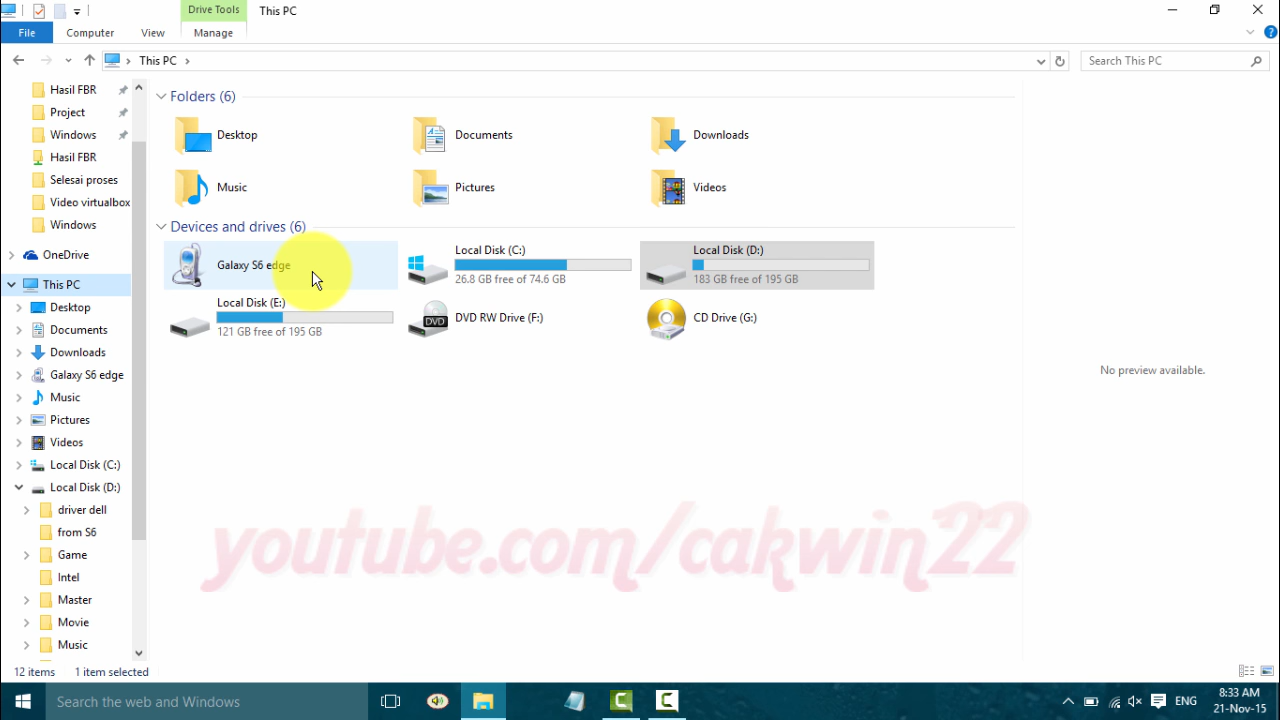 Drive Tools
This PC
File
Computer
View
Manage
This PC
Search This PC
Hasil FBR
Project
Windows
Hasil FBR
Selesai proses
Video virtualbox
Windows
OneDrive
This PC
Desktop
Documents
Downloads
Galaxy S6 edge
Music
Pictures
Videos
Local Disk (C:)
Local Disk (D:)
driver dell
from S6
Game
Intel
Master
Movie
Music
Folders (6)
Desktop
Documents
Downloads
Music
Pictures
Videos
Devices and drives (6)
Galaxy S6 edge
Local Disk (C:)
26.8 GB free of 74.6 GB
Local Disk (D:)
183 GB free of 195 GB
Local Disk (E:)
121 GB free of 195 GB
DVD
DVD RW Drive (F:)
CD Drive (G:)
No preview available.
youtube.com/cakwin22
12 items
1 item selected
Search the web and Windows
ENG
8:33 AM
21-Nov-15